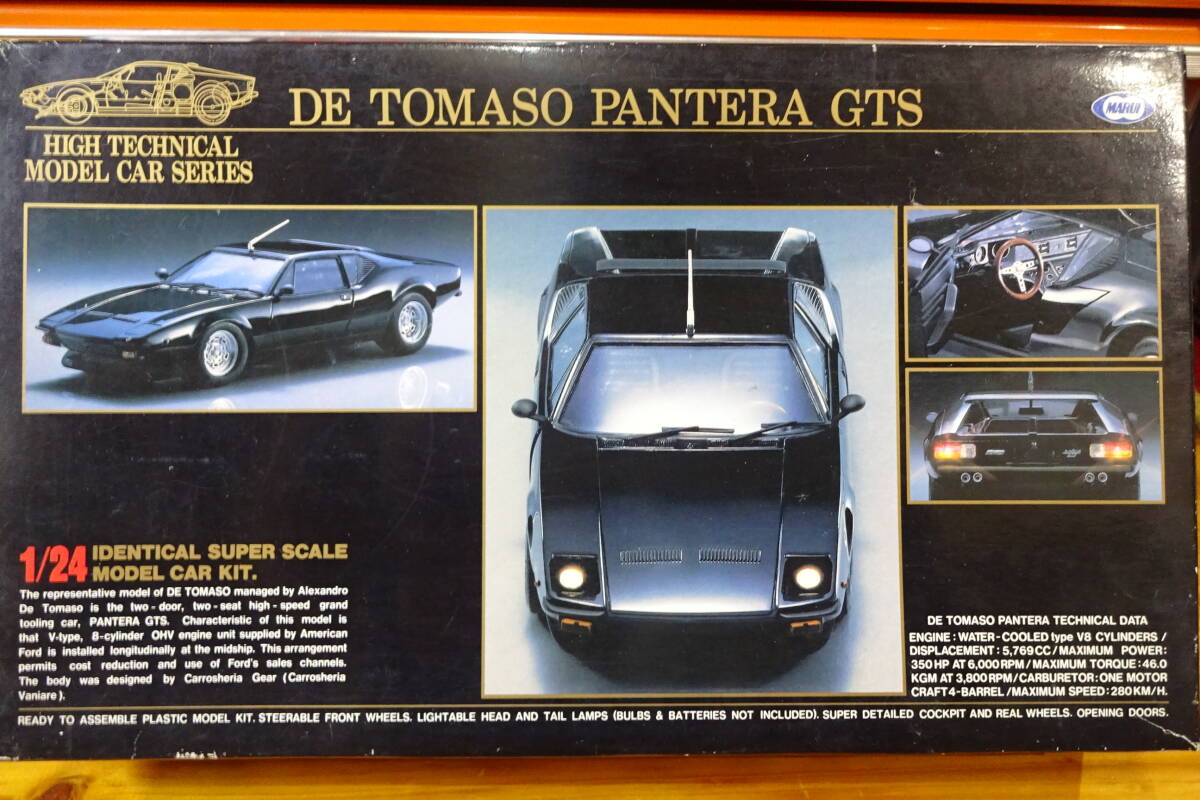 DE TOMASO PANTERA GTS
MARUI
HIGH TECHNICAL
MODEL CAR SERIES
1/24 IDENTICAL SUPER SCALE
MODEL CAR KIT.
The representative model of DE TOMASO managed by Alexandro
De Tomaso is the two-door, two-seat high-speed grand
tooling car, PANTERA GTS. Characteristic of this model is
that V-type, 8-cylinder OHV engine unit supplied by American
Ford is installed longitudinally at the midship. This arrangement
permits cost reduction and use of Ford's sales channels.
The body was designed by Carrosheria Gear (Carrosheria
Vaniare).
DE TOMASO PANTERA TECHNICAL DATA
ENGINE: WATER-COOLED type V8 CYLINDERS/
DISPLACEMENT: 5,769CC/MAXIMUM POWER:
350HP AT 6,000RPM/MAXIMUM TORQUE: 46.0
KGM AT 3,800RPM/CARBURETOR: ONE MOTOR
CRAFT 4-BARREL/MAXIMUM SPEED: 280KM/H.
READY TO ASSEMBLE PLASTIC MODEL KIT. STEERABLE FRONT WHEELS. LIGHTABLE HEAD AND TAIL LAMPS (BULBS & BATTERIES NOT INCLUDED). SUPER DETAILED COCKPIT AND REAL WHEELS. OPENING DOORS.